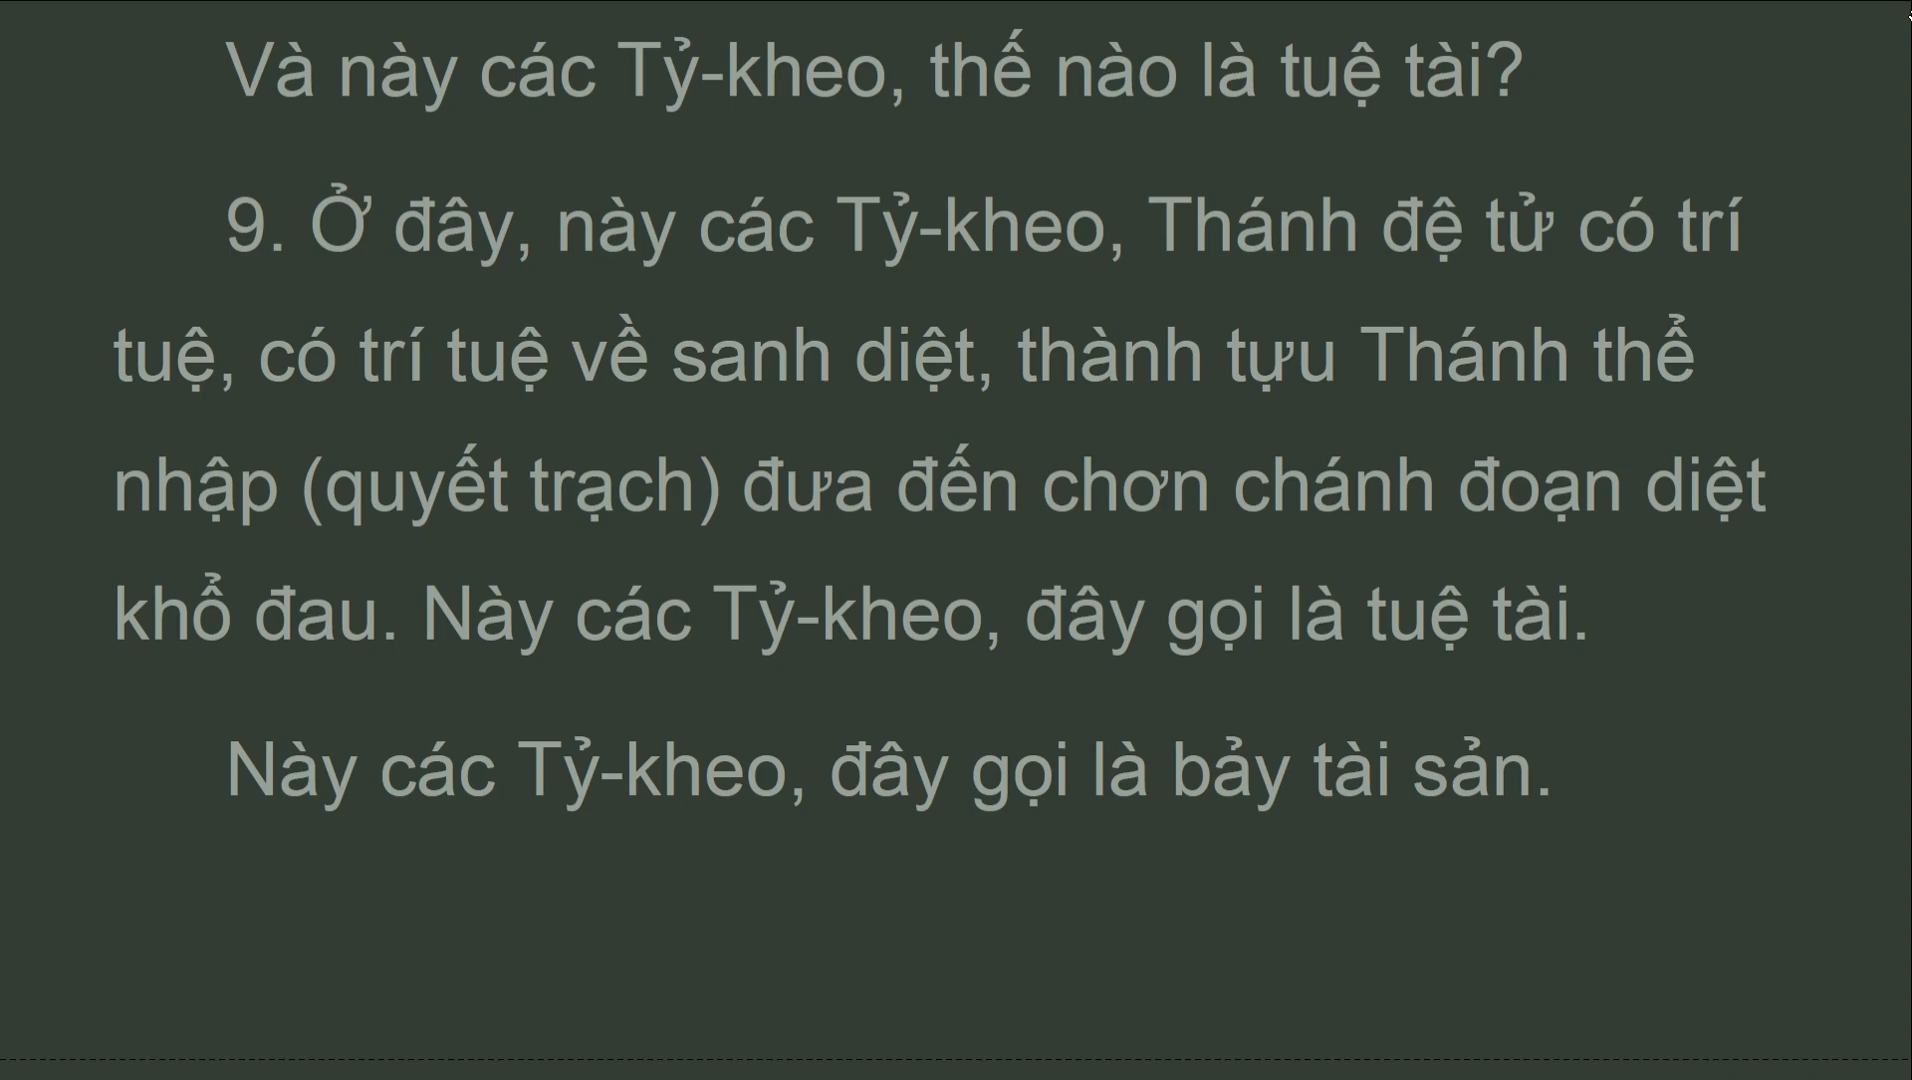 Và này các Tỷ-kheo, thế nào là tuệ tài?
9. Ở đây, này các Tỷ-kheo, Thánh đệ tử có trí
tuệ, có trí tuệ về sanh diệt, thành tựu Thánh thể
nhập (quyết trạch) đưa đến chơn chánh đoạn diệt
khổ đau. Này các Tỷ-kheo, đây gọi là tuệ tài.
Này các Tỷ-kheo, đây gọi là bảy tài sản.